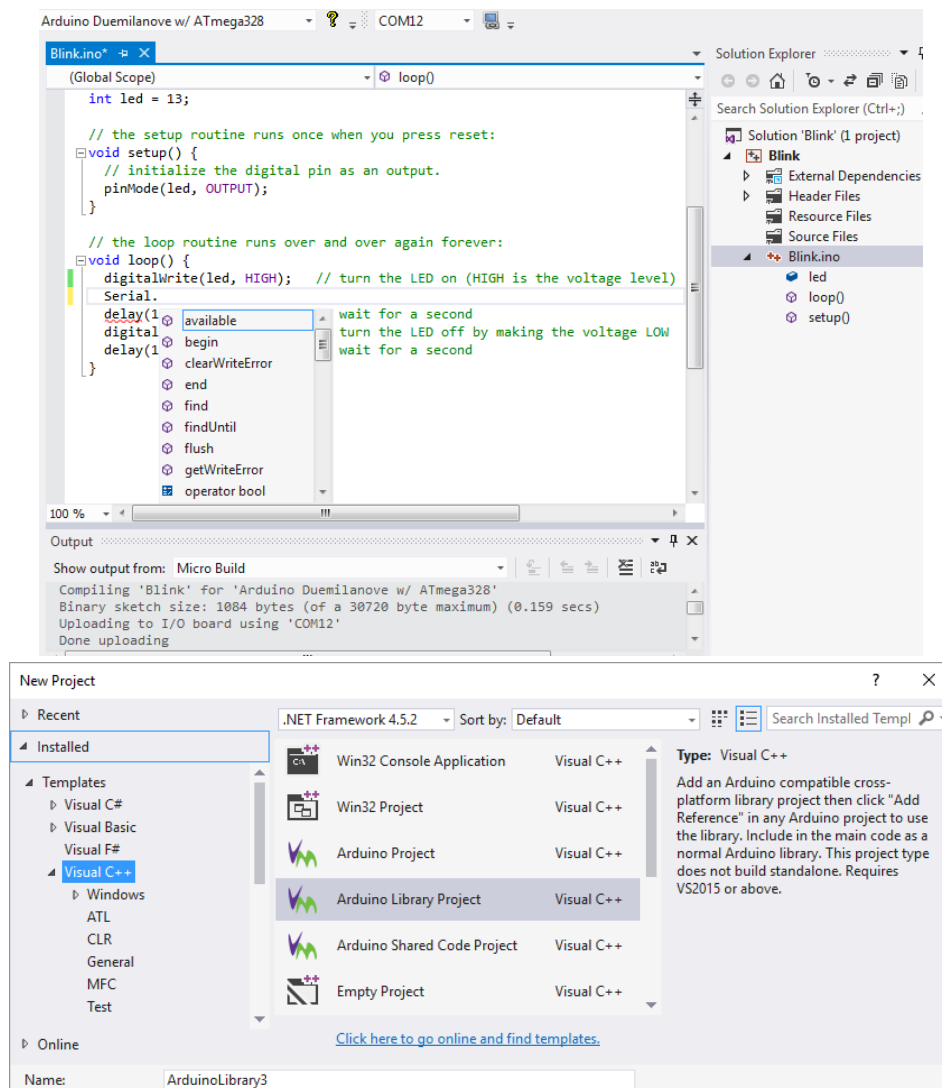 Arduino Duemilanove w/ ATmega328 COM12
Blink.ino*
(Global Scope) loop()
int led = 13;
// the setup routine runs once when you press reset:
void setup() {
// initialize the digital pin as an output.
pinMode(led, OUTPUT);
}
// the loop routine runs over and over again forever:
void loop() {
digitalWrite(led, HIGH); // turn the LED on (HIGH is the voltage level)
Serial.
delay(1 wait for a second
digital turn the LED off by making the voltage LOW
delay(1 wait for a second
}
available
begin
clearWriteError
end
find
findUntil
flush
getWriteError
operator bool
100 %
Solution Explorer
Search Solution Explorer (Ctrl+;)
Solution 'Blink' (1 project)
Blink
External Dependencies
Header Files
Resource Files
Source Files
Blink.ino
led
loop()
setup()
Output
Show output from: Micro Build
Compiling 'Blink' for 'Arduino Duemilanove w/ ATmega328'
Binary sketch size: 1084 bytes (of a 30720 byte maximum) (0.159 secs)
Uploading to I/O board using 'COM12'
Done uploading
New Project
Recent
Installed
Templates
Visual C#
Visual Basic
Visual F#
Visual C++
Windows
ATL
CLR
General
MFC
Test
Online
.NET Framework 4.5.2 Sort by: Default
Search Installed Templ
Win32 Console Application Visual C++
Win32 Project Visual C++
Arduino Project Visual C++
Arduino Library Project Visual C++
Arduino Shared Code Project Visual C++
Empty Project Visual C++
Click here to go online and find templates.
Type: Visual C++
Add an Arduino compatible cross-
platform library project then click "Add
Reference" in any Arduino project to use
the library. Include in the main code as a
normal Arduino library. This project type
does not build standalone. Requires
VS2015 or above.
Name: ArduinoLibrary3